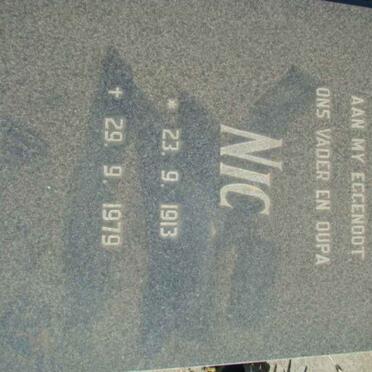 AAN MY EGGENOOT
ONS VADER EN OUPA
NIC
* 23. 9. 1913
† 29. 9. 1979